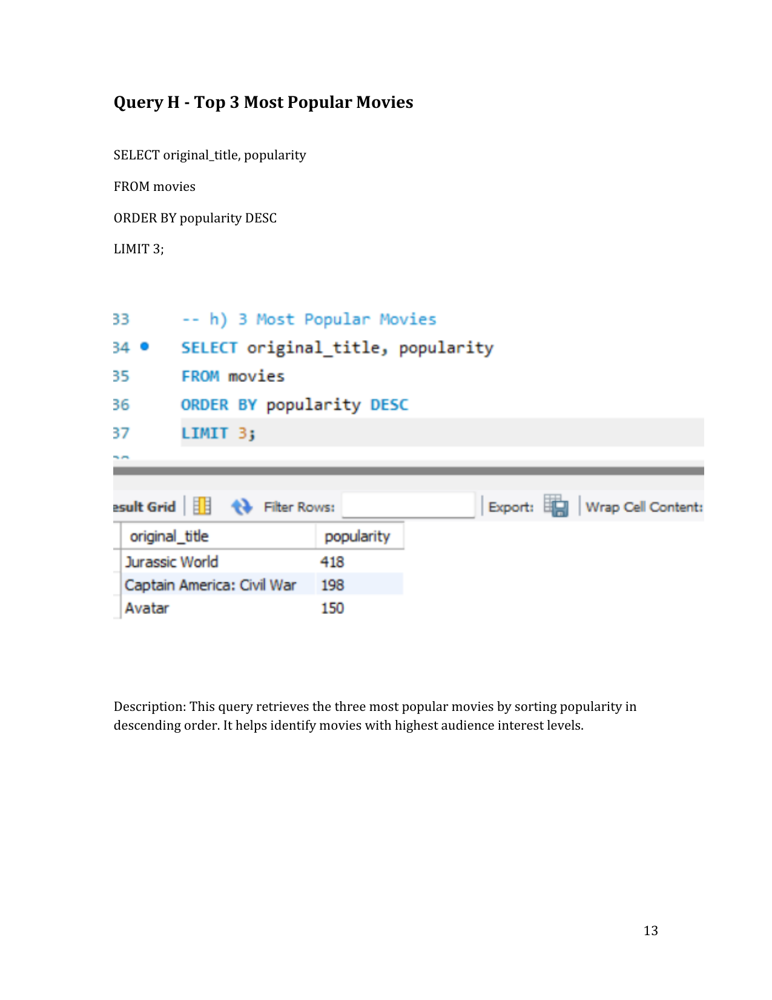 Query H - Top 3 Most Popular Movies
SELECT original_title, popularity
FROM movies
ORDER BY popularity DESC
LIMIT 3;
33 -- h) 3 Most Popular Movies
34 SELECT original_title, popularity
35 FROM movies
36 ORDER BY popularity DESC
37 LIMIT 3;
esult Grid Filter Rows: Export: Wrap Cell Content:
original_title popularity
Jurassic World 418
Captain America: Civil War 198
Avatar 150
Description: This query retrieves the three most popular movies by sorting popularity in
descending order. It helps identify movies with highest audience interest levels.
13